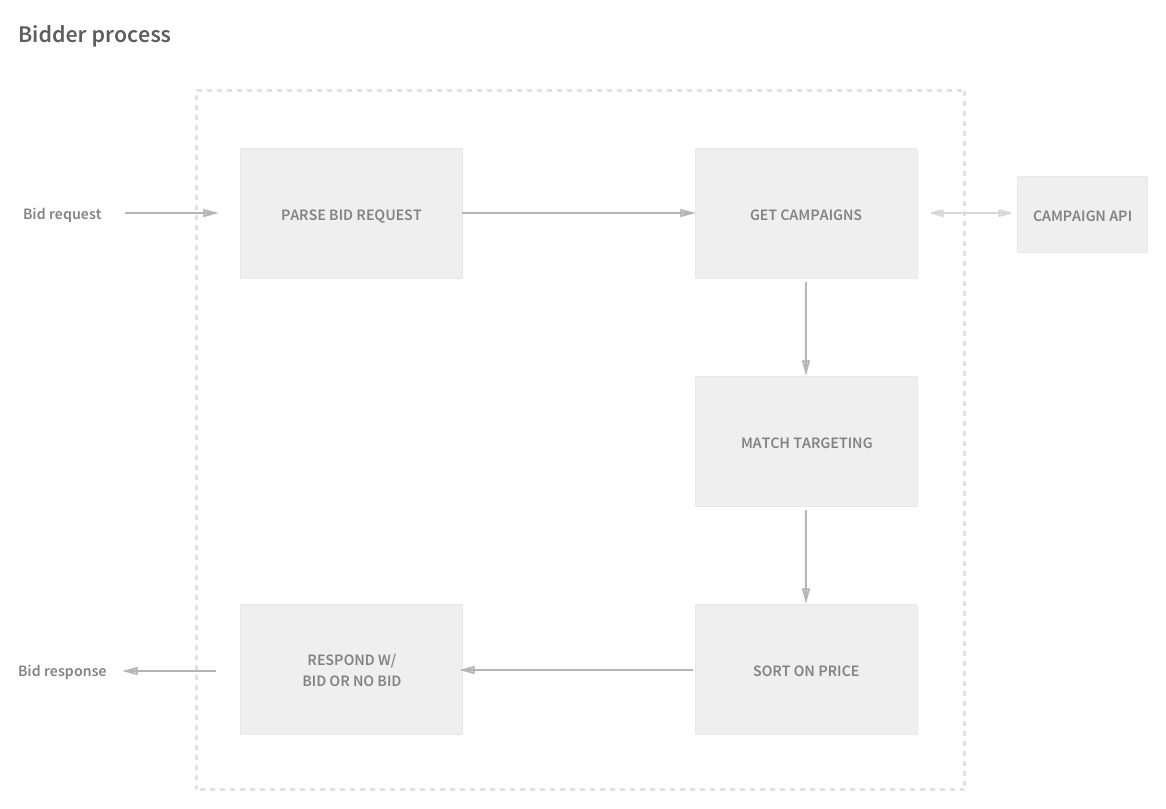 Bidder process
Bid request
PARSE BID REQUEST
GET CAMPAIGNS
CAMPAIGN API
MATCH TARGETING
Bid response
RESPOND W/
BID OR NO BID
SORT ON PRICE